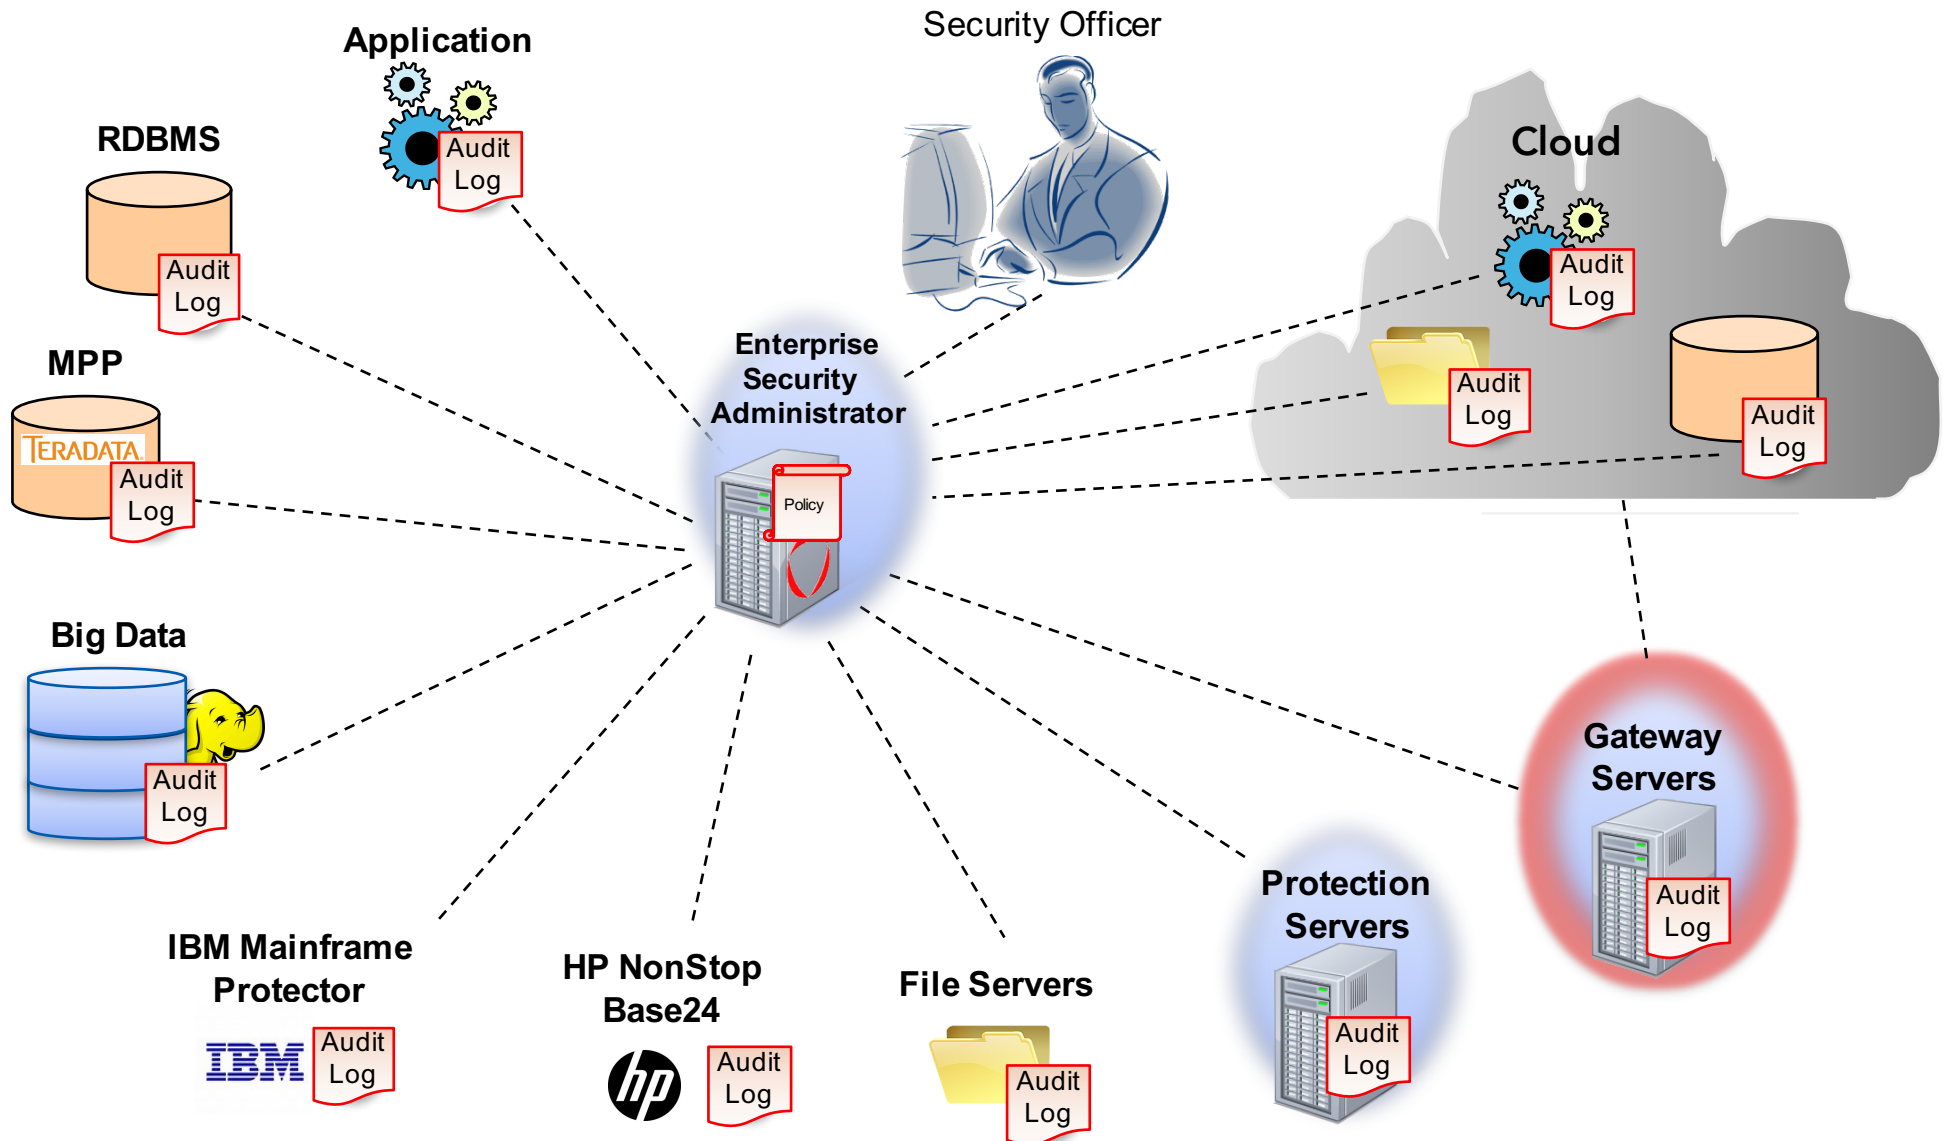 Security Officer
Application
Audit
Log
RDBMS
Audit
Log
Cloud
Audit
Log
Audit
Log
Audit
Log
MPP
TERADATA.
Audit
Log
Enterprise
Security
Administrator
Policy
Big Data
Audit
Log
Gateway
Servers
Audit
Log
Protection
Servers
Audit
Log
IBM Mainframe
Protector
IBM
Audit
Log
HP NonStop
Base24
hp
Audit
Log
File Servers
Audit
Log